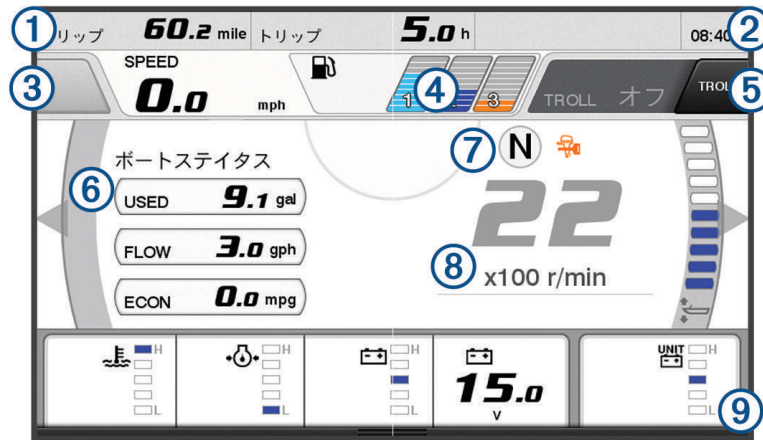 ① リップ 60.2 mile トリップ 5.0 h 08:40 ②
③ SPEED 0.0 mph 1 ④ 3 TROLL オフ TROL ⑤
ボートステイタス ⑦ N
⑥ USED 9.1 gal
22
FLOW 3.0 gph
⑧ x100 r/min
ECON 0.0 mpg
H H H UNIT H
15.0
L L L V L ⑨